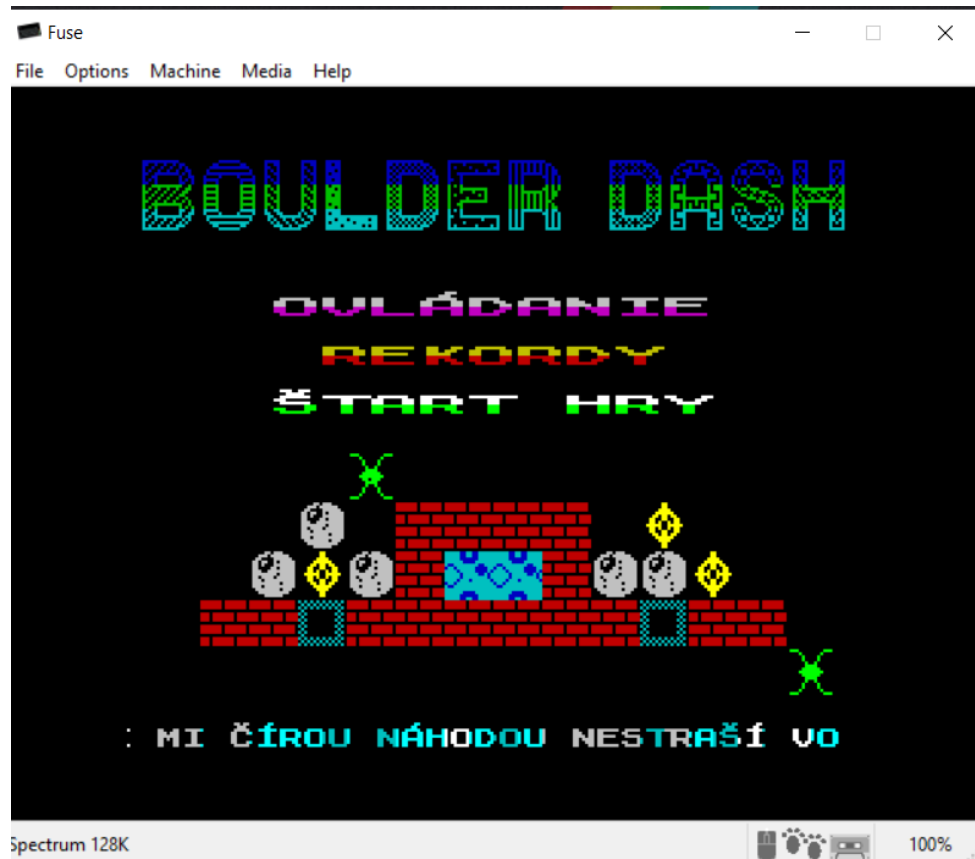 Fuse
File Options Machine Media Help
BOULDER DASH
OVLÁDANIE
REKORDY
ŠTART HRY
: MI ČÍROU NÁHODOU NESTRAŠÍ VO
Spectrum 128K 100%